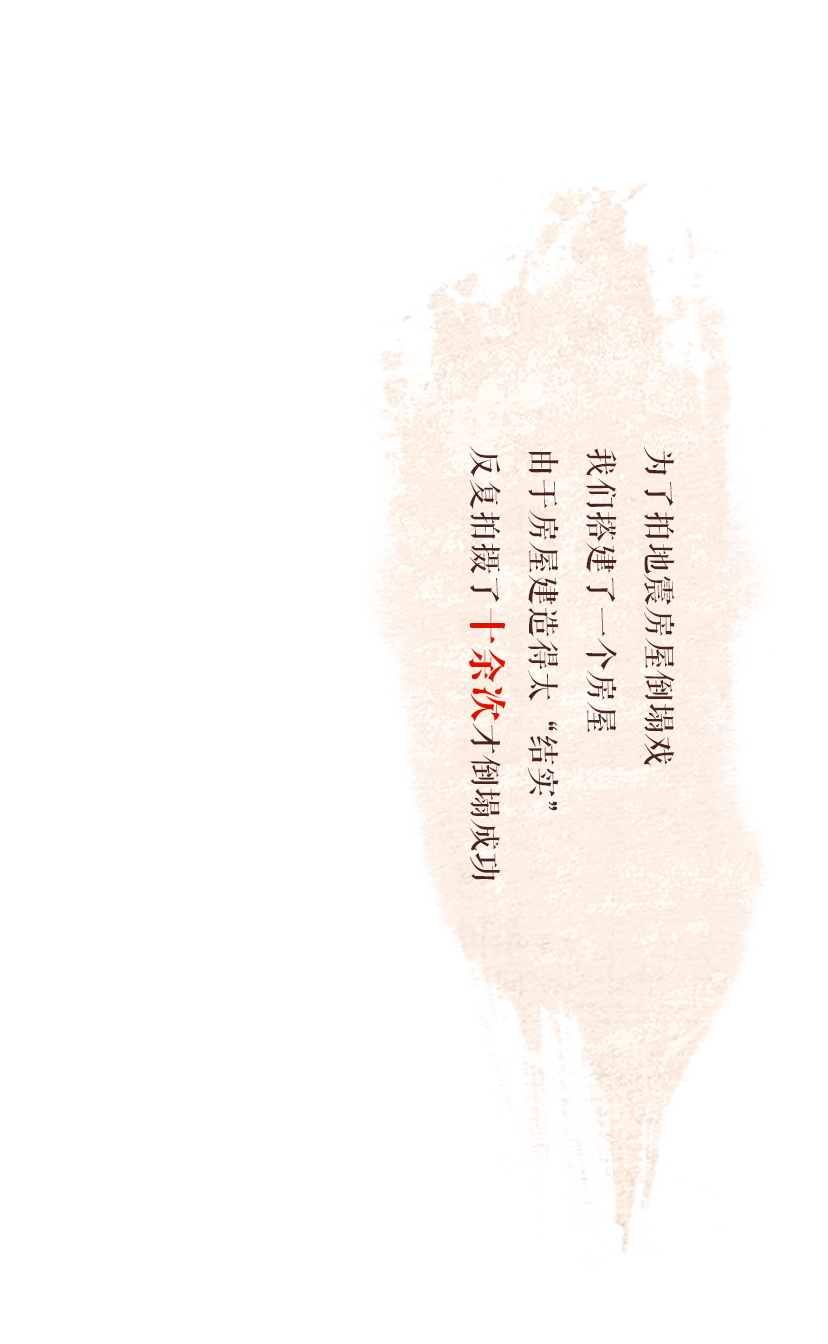 为了拍地震房屋倒塌戏
我们搭建了一个房屋
由于房屋建造得太“结实”
反复拍摄了十余次才倒塌成功